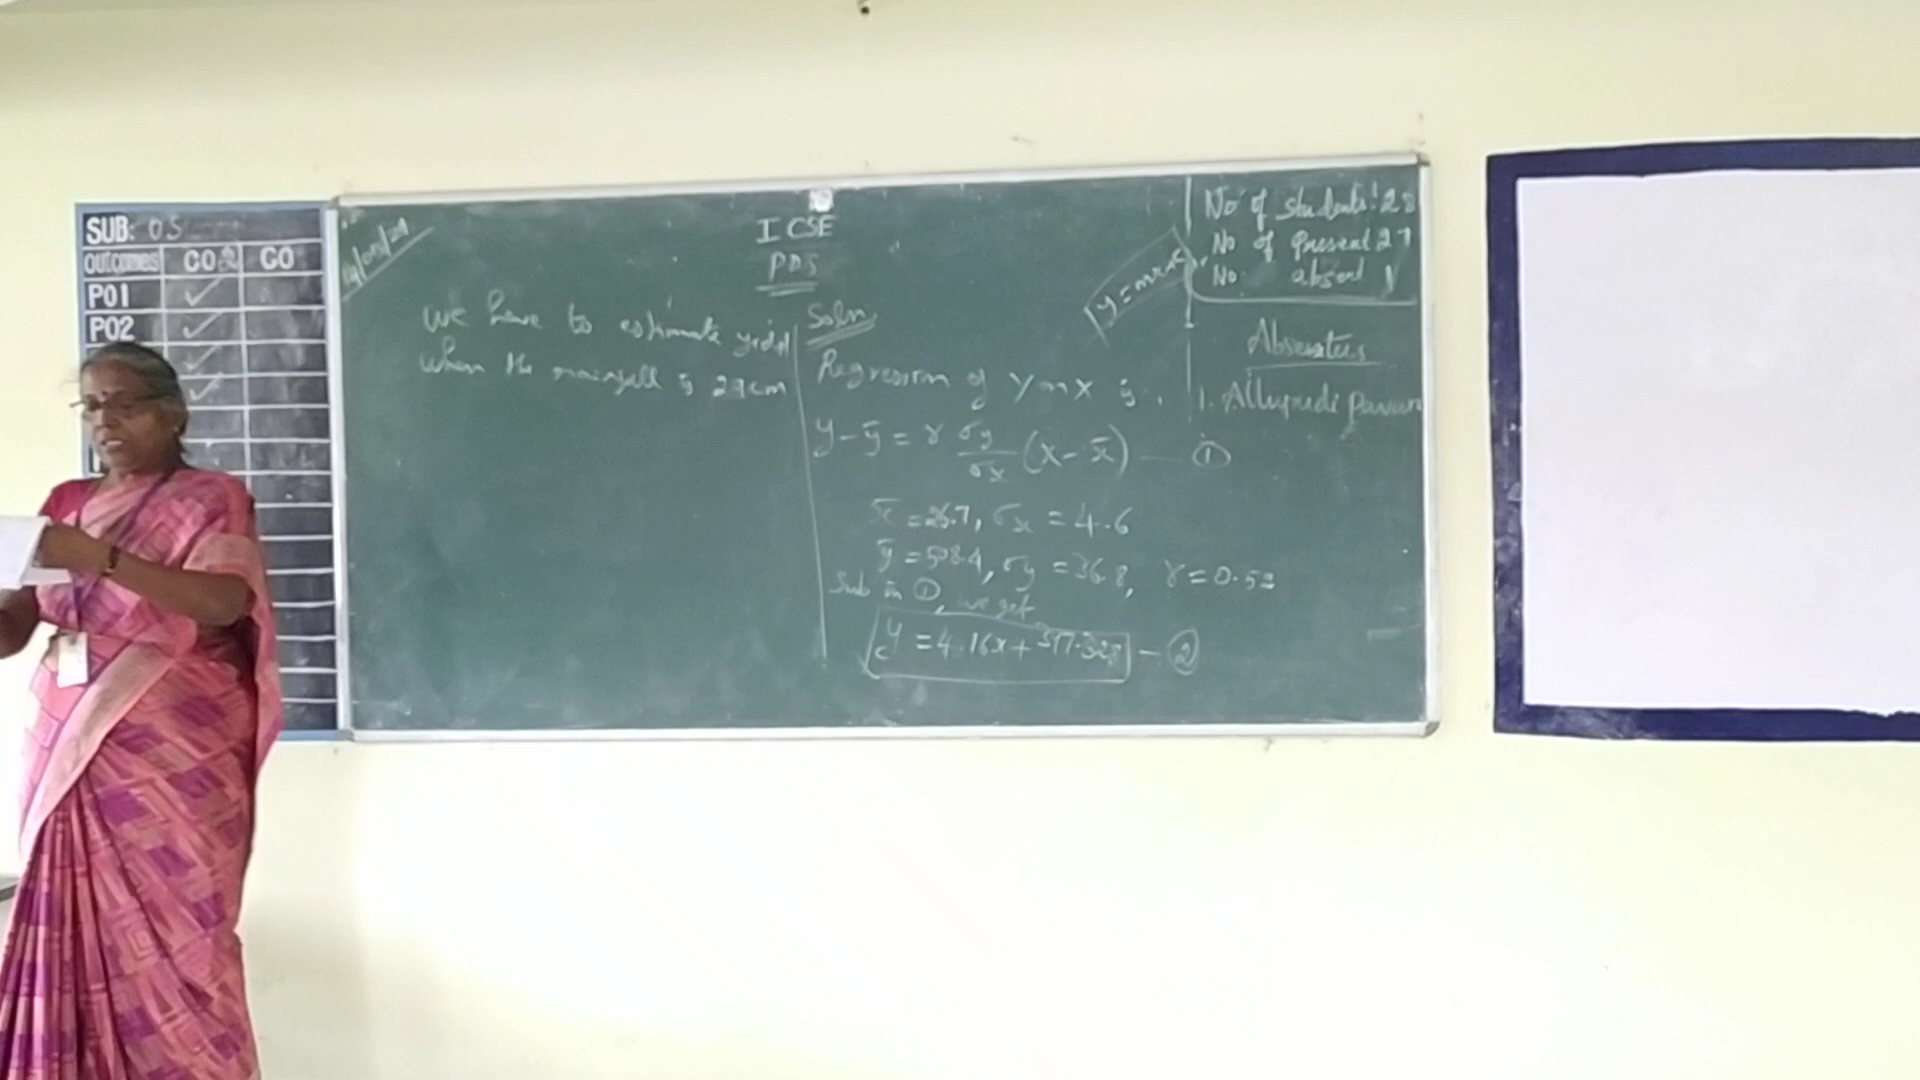 SUB: OS
OUTCOMES CO2 CO
PO1 ✓
PO2 ✓
I CSE
PDS
We have to estimate yield
when the rainfall is 29cm
Soln
Regression of y on x is
y - ȳ = r σy/σx (x - x̄) — ①
x̄ = 26.7, σx = 4.6
ȳ = 508.4, σy = 36.8, r = 0.52
Sub in ①, we get
y = 4.16x + 397.328 — ②
y = mx+c
No of students: 28
No of present 27
No. absent 1
Absentees
1.